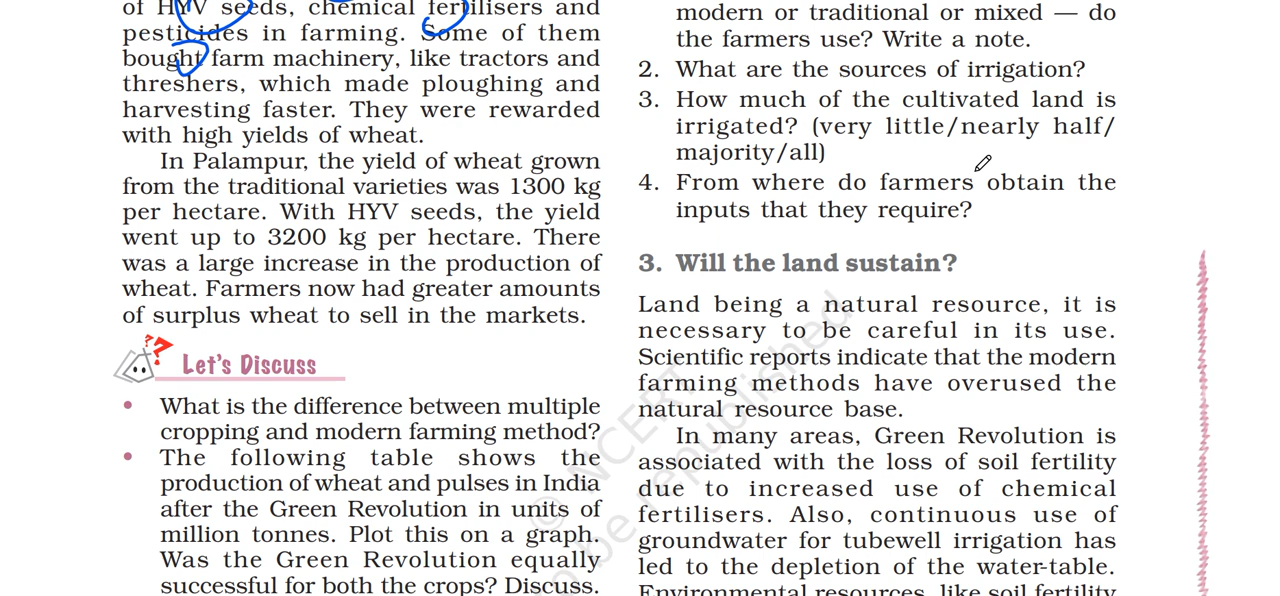 of HYV seeds, chemical fertilisers and
pesticides in farming. Some of them
bought farm machinery, like tractors and
threshers, which made ploughing and
harvesting faster. They were rewarded
with high yields of wheat.
In Palampur, the yield of wheat grown
from the traditional varieties was 1300 kg
per hectare. With HYV seeds, the yield
went up to 3200 kg per hectare. There
was a large increase in the production of
wheat. Farmers now had greater amounts
of surplus wheat to sell in the markets.
??
Let's Discuss
• What is the difference between multiple
cropping and modern farming method?
• The following table shows the
production of wheat and pulses in India
after the Green Revolution in units of
million tonnes. Plot this on a graph.
Was the Green Revolution equally
successful for both the crops? Discuss.
modern or traditional or mixed — do
the farmers use? Write a note.
2. What are the sources of irrigation?
3. How much of the cultivated land is
irrigated? (very little/nearly half/
majority/all)
4. From where do farmers obtain the
inputs that they require?
3. Will the land sustain?
Land being a natural resource, it is
necessary to be careful in its use.
Scientific reports indicate that the modern
farming methods have overused the
natural resource base.
In many areas, Green Revolution is
associated with the loss of soil fertility
due to increased use of chemical
fertilisers. Also, continuous use of
groundwater for tubewell irrigation has
led to the depletion of the water-table.
Environmental resources, like soil fertility
© NCERT
o be republished